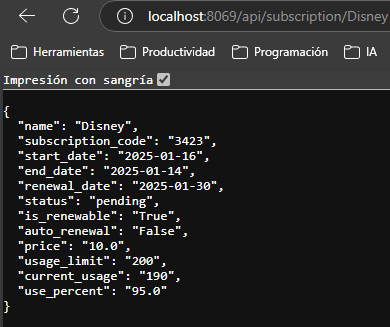 localhost:8069/api/subscription/Disney
Herramientas Productividad Programación IA
Impresión con sangría
{
"name": "Disney",
"subscription_code": "3423",
"start_date": "2025-01-16",
"end_date": "2025-01-14",
"renewal_date": "2025-01-30",
"status": "pending",
"is_renewable": "True",
"auto_renewal": "False",
"price": "10.0",
"usage_limit": "200",
"current_usage": "190",
"use_percent": "95.0"
}